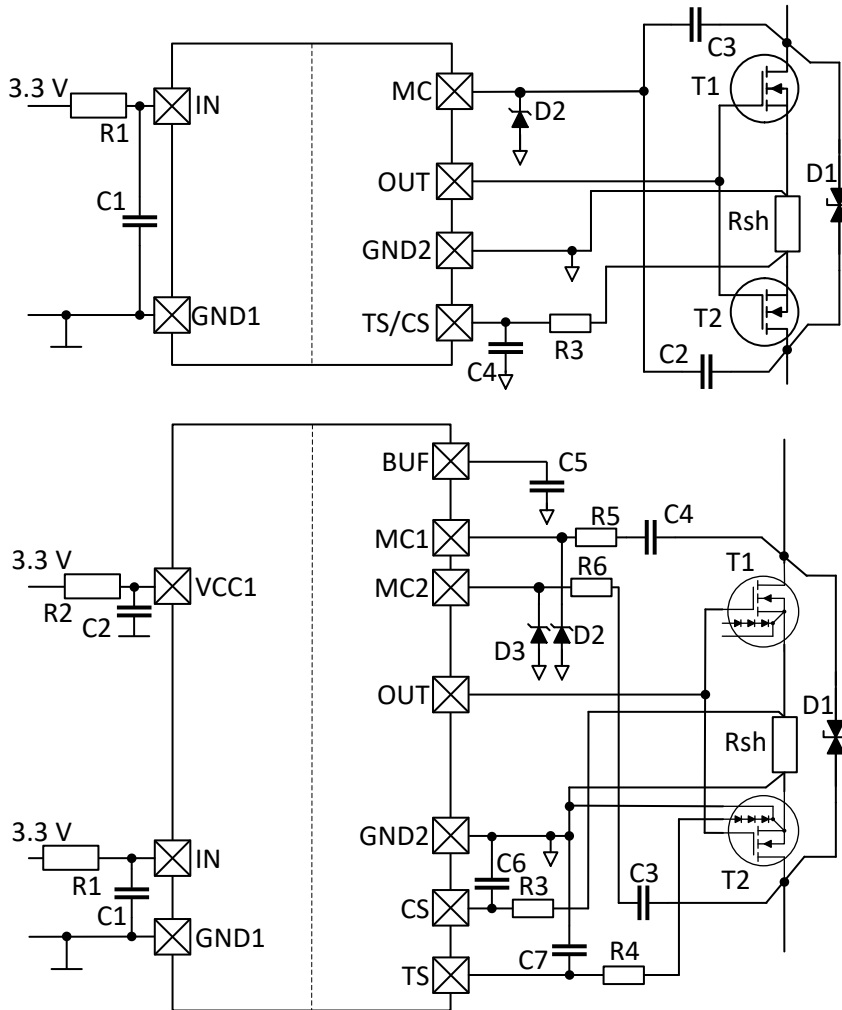 C3
3.3 V
IN
MC
T1
R1
D2
C1
OUT
D1
GND2
Rsh
GND1
TS/CS
T2
R3
C4
C2
BUF
C5
MC1
R5
C4
3.3 V
VCC1
MC2
R6
T1
R2
C2
D3
D2
OUT
D1
Rsh
3.3 V
GND2
IN
C6
R1
R3
C3
T2
C1
CS
GND1
C7
R4
TS